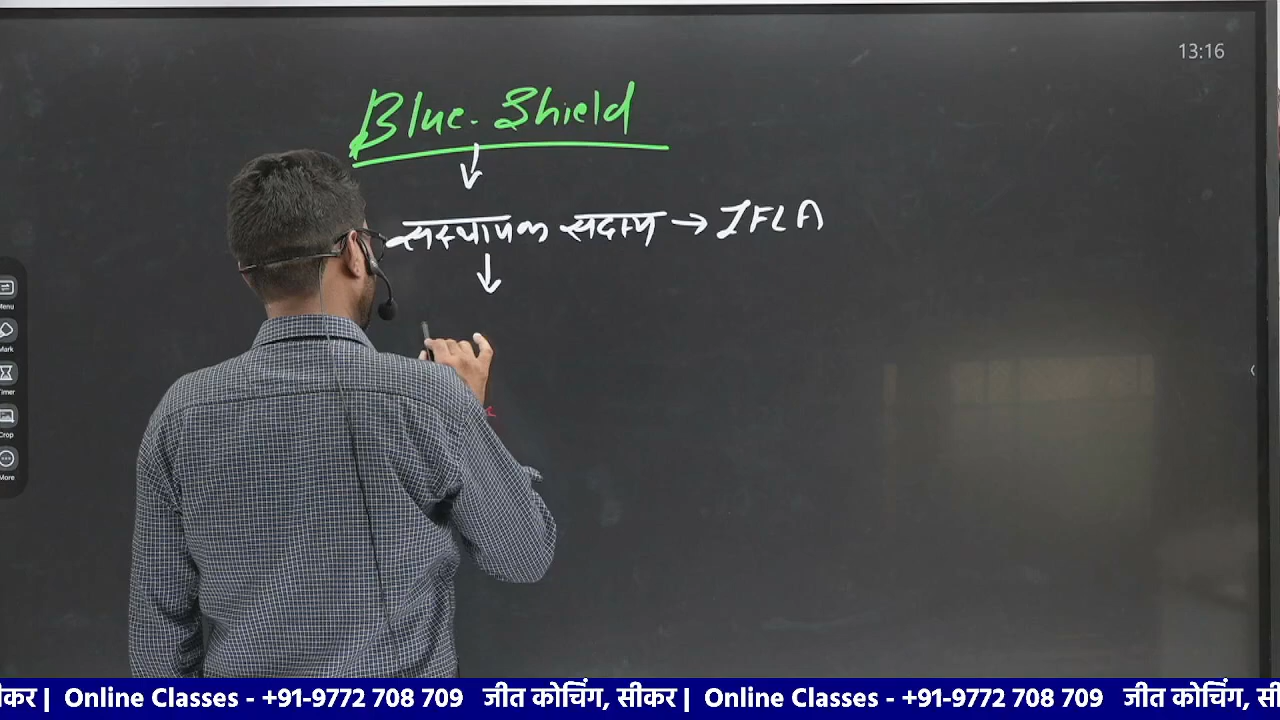 13:16
Blue-Shield
संस्थापक सदस्य → IFLA
Menu
Mark
Timer
Crop
More
ीकर | Online Classes - +91-9772 708 709 जीत कोचिंग, सीकर | Online Classes - +91-9772 708 709 जीत कोचिंग, सी